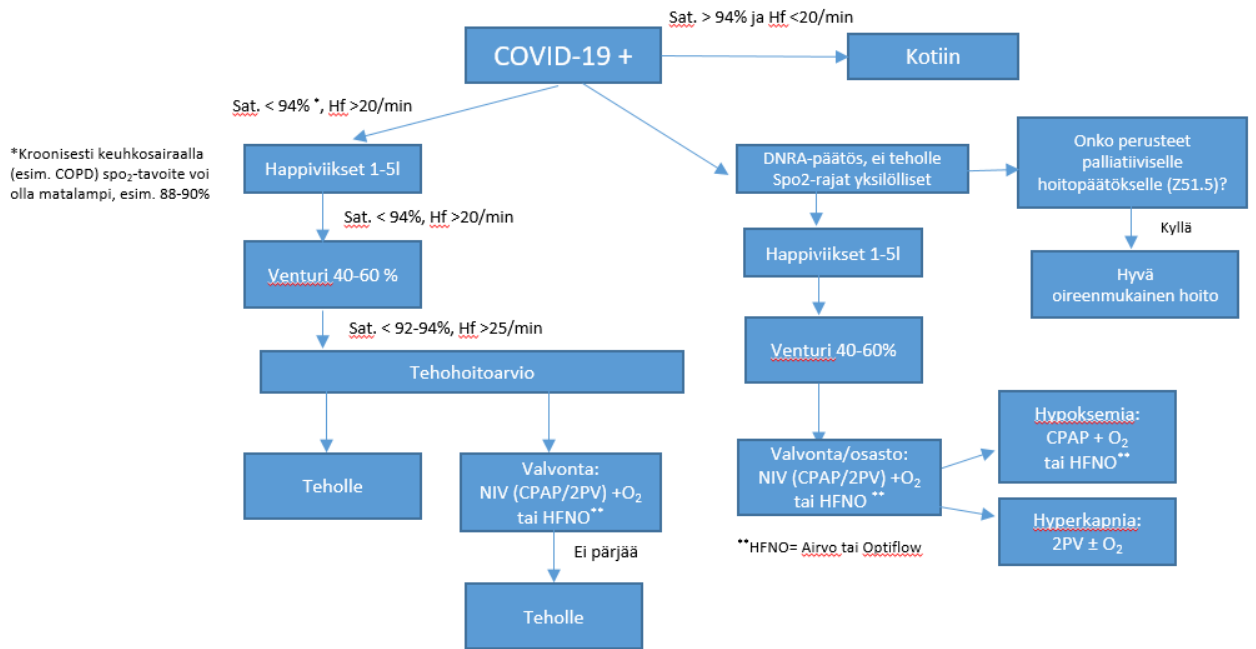 Sat. > 94% ja Hf <20/min
COVID-19 +
Kotiin
Sat. < 94% *, Hf >20/min
*Kroonisesti keuhkosairaalla
(esim. COPD) spo₂-tavoite voi
olla matalampi, esim. 88-90%
Happiviikset 1-5l
Sat. < 94%, Hf >20/min
Venturi 40-60 %
Sat. < 92-94%, Hf >25/min
Tehohoitoarvio
Teholle
Valvonta:
NIV (CPAP/2PV) +O₂
tai HFNO**
Ei pärjää
Teholle
DNRA-päätös, ei teholle
Spo2-rajat yksilölliset
Onko perusteet
palliatiiviselle
hoitopäätökselle (Z51.5)?
Kyllä
Hyvä
oireenmukainen hoito
Happiviikset 1-5l
Venturi 40-60%
Valvonta/osasto:
NIV (CPAP/2PV) +O₂
tai HFNO **
Hypoksemia:
CPAP + O₂
tai HFNO**
Hyperkapnia:
2PV ± O₂
**HFNO= Airvo tai Optiflow